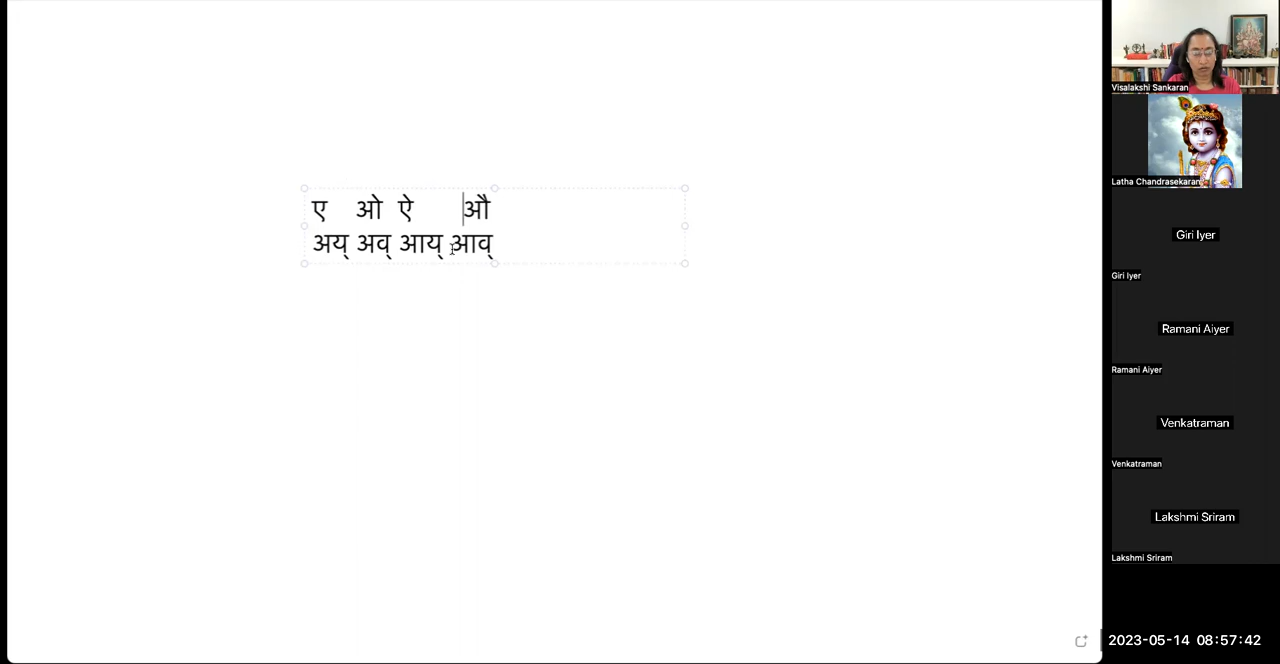 ए ओ ऐ औ
अय् अव् आय् आव्
Visalakshi Sankaran
Latha Chandrasekaran
Giri Iyer
Giri Iyer
Ramani Aiyer
Ramani Aiyer
Venkatraman
Venkatraman
Lakshmi Sriram
Lakshmi Sriram
2023-05-14 08:57:42